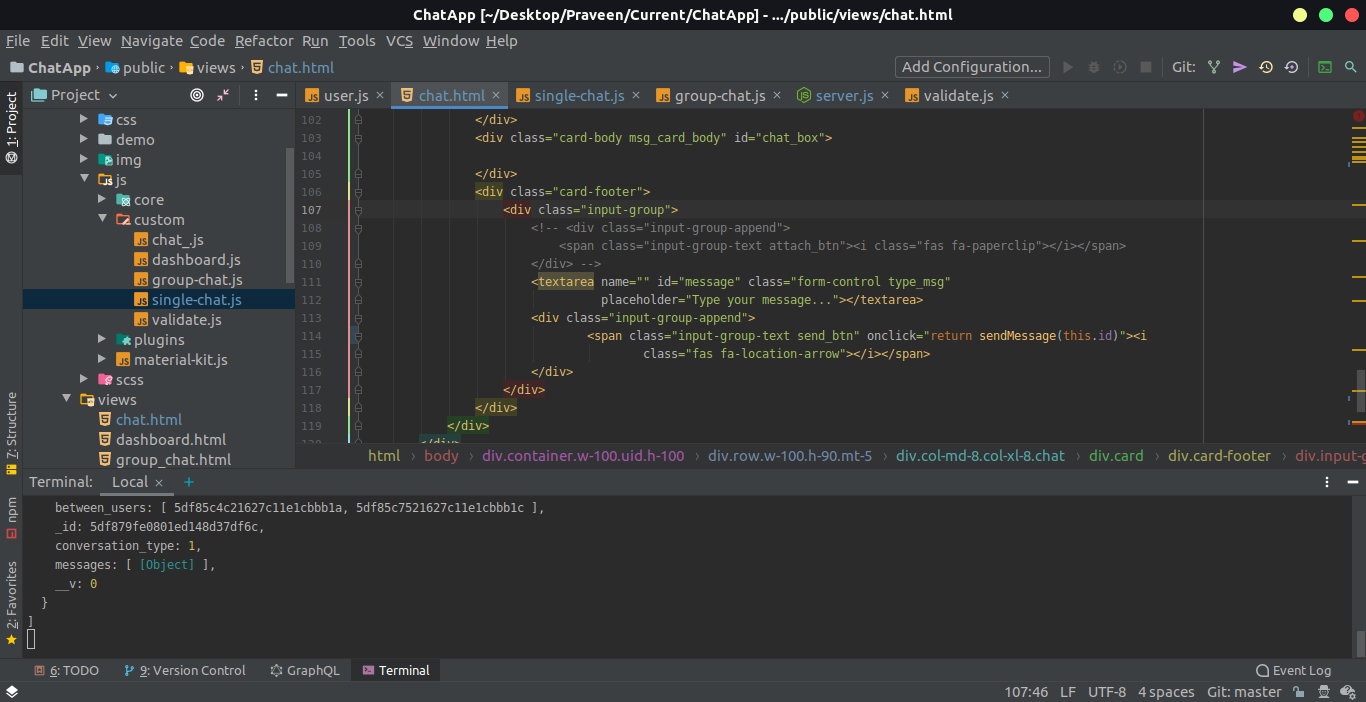 ChatApp [~/Desktop/Praveen/Current/ChatApp] - .../public/views/chat.html
File Edit View Navigate Code Refactor Run Tools VCS Window Help
ChatApp › public › views › chat.html
Add Configuration...
Git:
1: Project
Project
css
demo
img
js
core
custom
chat_.js
dashboard.js
group-chat.js
single-chat.js
validate.js
plugins
material-kit.js
scss
views
chat.html
dashboard.html
group_chat.html
user.js × chat.html × single-chat.js × group-chat.js × server.js × validate.js ×
102 </div>
103 <div class="card-body msg_card_body" id="chat_box">
104
105 </div>
106 <div class="card-footer">
107 <div class="input-group">
108 <!-- <div class="input-group-append">
109 <span class="input-group-text attach_btn"><i class="fas fa-paperclip"></i></span>
110 </div> -->
111 <textarea name="" id="message" class="form-control type_msg"
112 placeholder="Type your message..."></textarea>
113 <div class="input-group-append">
114 <span class="input-group-text send_btn" onclick="return sendMessage(this.id)"><i
115 class="fas fa-location-arrow"></i></span>
116 </div>
117 </div>
118 </div>
119 </div>
120 </div>
html › body › div.container.w-100.uid.h-100 › div.row.w-100.h-90.mt-5 › div.col-md-8.col-xl-8.chat › div.card › div.card-footer › div.input-g
7: Structure
npm
2: Favorites
Terminal: Local × +
between_users: [ 5df85c4c21627c11e1cbbb1a, 5df85c7521627c11e1cbbb1c ],
_id: 5df879fe0801ed148d37df6c,
conversation_type: 1,
messages: [ [Object] ],
__v: 0
}
]
6: TODO 9: Version Control GraphQL Terminal Event Log
107:46 LF UTF-8 4 spaces Git: master